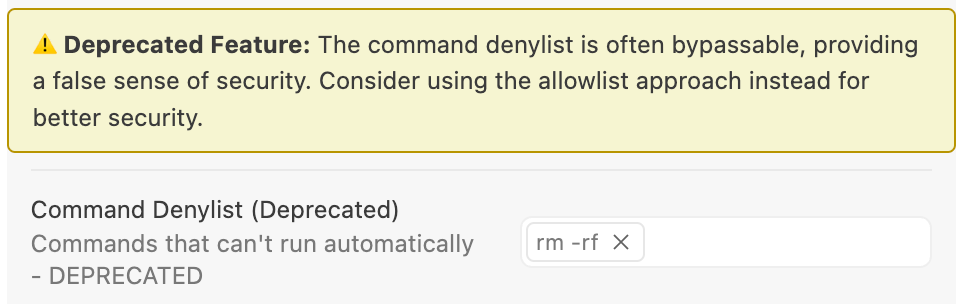 ⚠️ Deprecated Feature: The command denylist is often bypassable, providing
a false sense of security. Consider using the allowlist approach instead for
better security.
Command Denylist (Deprecated)
Commands that can't run automatically
- DEPRECATED
rm -rf ×